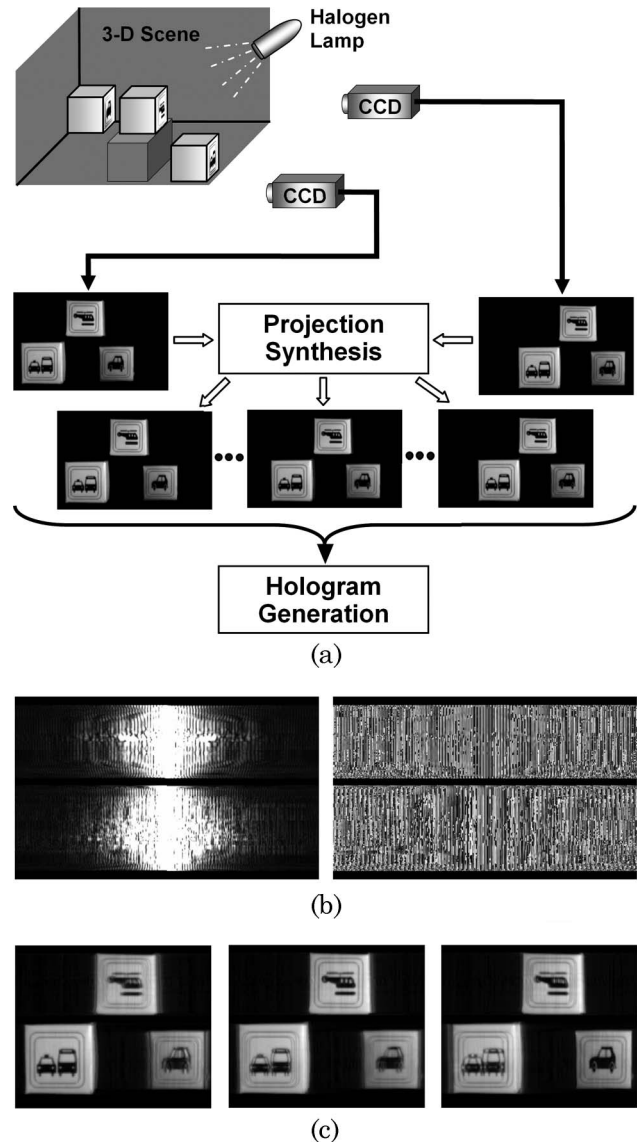 3-D Scene
Halogen
Lamp
CCD
CCD
Projection
Synthesis
Hologram
Generation
(a)
(b)
(c)